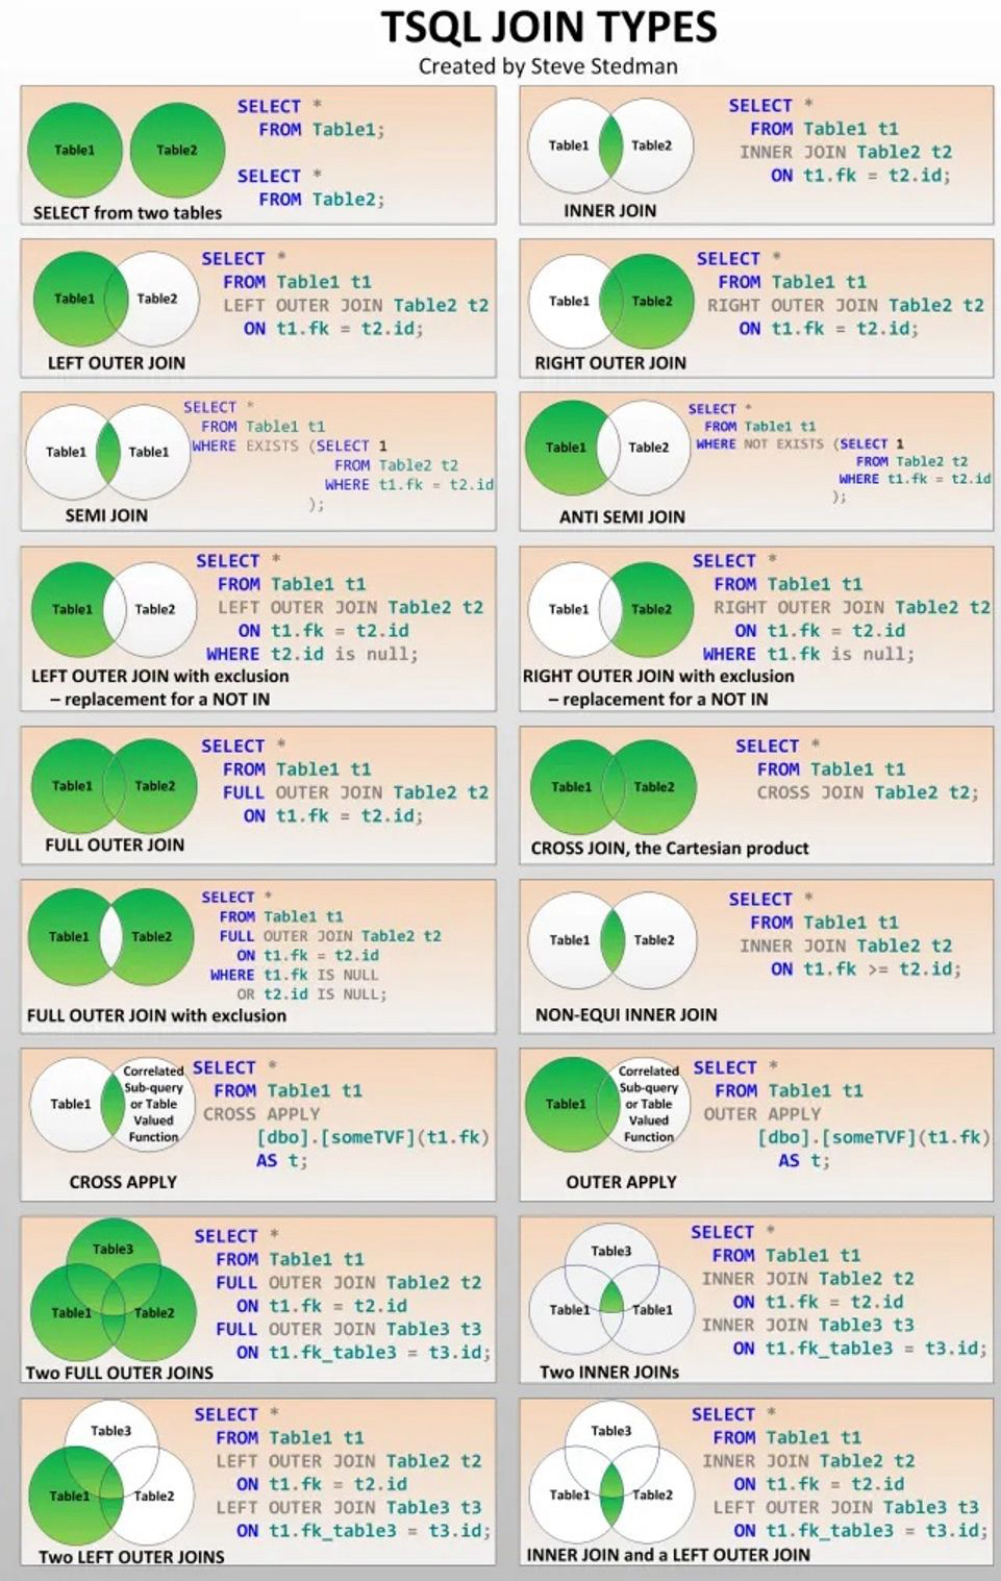 TSQL JOIN TYPES
Created by Steve Stedman
Table1
Table2
SELECT *
FROM Table1;
SELECT *
FROM Table2;
SELECT from two tables
Table1
Table2
SELECT *
FROM Table1 t1
INNER JOIN Table2 t2
ON t1.fk = t2.id;
INNER JOIN
Table1
Table2
SELECT *
FROM Table1 t1
LEFT OUTER JOIN Table2 t2
ON t1.fk = t2.id;
LEFT OUTER JOIN
Table1
Table2
SELECT *
FROM Table1 t1
RIGHT OUTER JOIN Table2 t2
ON t1.fk = t2.id;
RIGHT OUTER JOIN
Table1
Table1
SELECT *
FROM Table1 t1
WHERE EXISTS (SELECT 1
FROM Table2 t2
WHERE t1.fk = t2.id
);
SEMI JOIN
Table1
Table2
SELECT *
FROM Table1 t1
WHERE NOT EXISTS (SELECT 1
FROM Table2 t2
WHERE t1.fk = t2.id
);
ANTI SEMI JOIN
Table1
Table2
SELECT *
FROM Table1 t1
LEFT OUTER JOIN Table2 t2
ON t1.fk = t2.id
WHERE t2.id is null;
LEFT OUTER JOIN with exclusion
– replacement for a NOT IN
Table1
Table2
SELECT *
FROM Table1 t1
RIGHT OUTER JOIN Table2 t2
ON t1.fk = t2.id
WHERE t1.fk is null;
RIGHT OUTER JOIN with exclusion
– replacement for a NOT IN
Table1
Table2
SELECT *
FROM Table1 t1
FULL OUTER JOIN Table2 t2
ON t1.fk = t2.id;
FULL OUTER JOIN
Table1
Table2
SELECT *
FROM Table1 t1
CROSS JOIN Table2 t2;
CROSS JOIN, the Cartesian product
Table1
Table2
SELECT *
FROM Table1 t1
FULL OUTER JOIN Table2 t2
ON t1.fk = t2.id
WHERE t1.fk IS NULL
OR t2.id IS NULL;
FULL OUTER JOIN with exclusion
Table1
Table2
SELECT *
FROM Table1 t1
INNER JOIN Table2 t2
ON t1.fk >= t2.id;
NON-EQUI INNER JOIN
Table1
Correlated
Sub-query
or Table
Valued
Function
SELECT *
FROM Table1 t1
CROSS APPLY
[dbo].[someTVF](t1.fk)
AS t;
CROSS APPLY
Table1
Correlated
Sub-query
or Table
Valued
Function
SELECT *
FROM Table1 t1
OUTER APPLY
[dbo].[someTVF](t1.fk)
AS t;
OUTER APPLY
Table3
Table1
Table2
SELECT *
FROM Table1 t1
FULL OUTER JOIN Table2 t2
ON t1.fk = t2.id
FULL OUTER JOIN Table3 t3
ON t1.fk_table3 = t3.id;
Two FULL OUTER JOINS
Table3
Table1
Table1
SELECT *
FROM Table1 t1
INNER JOIN Table2 t2
ON t1.fk = t2.id
INNER JOIN Table3 t3
ON t1.fk_table3 = t3.id;
Two INNER JOINs
Table3
Table1
Table2
SELECT *
FROM Table1 t1
LEFT OUTER JOIN Table2 t2
ON t1.fk = t2.id
LEFT OUTER JOIN Table3 t3
ON t1.fk_table3 = t3.id;
Two LEFT OUTER JOINS
Table3
Table1
Table2
SELECT *
FROM Table1 t1
INNER JOIN Table2 t2
ON t1.fk = t2.id
LEFT OUTER JOIN Table3 t3
ON t1.fk_table3 = t3.id;
INNER JOIN and a LEFT OUTER JOIN